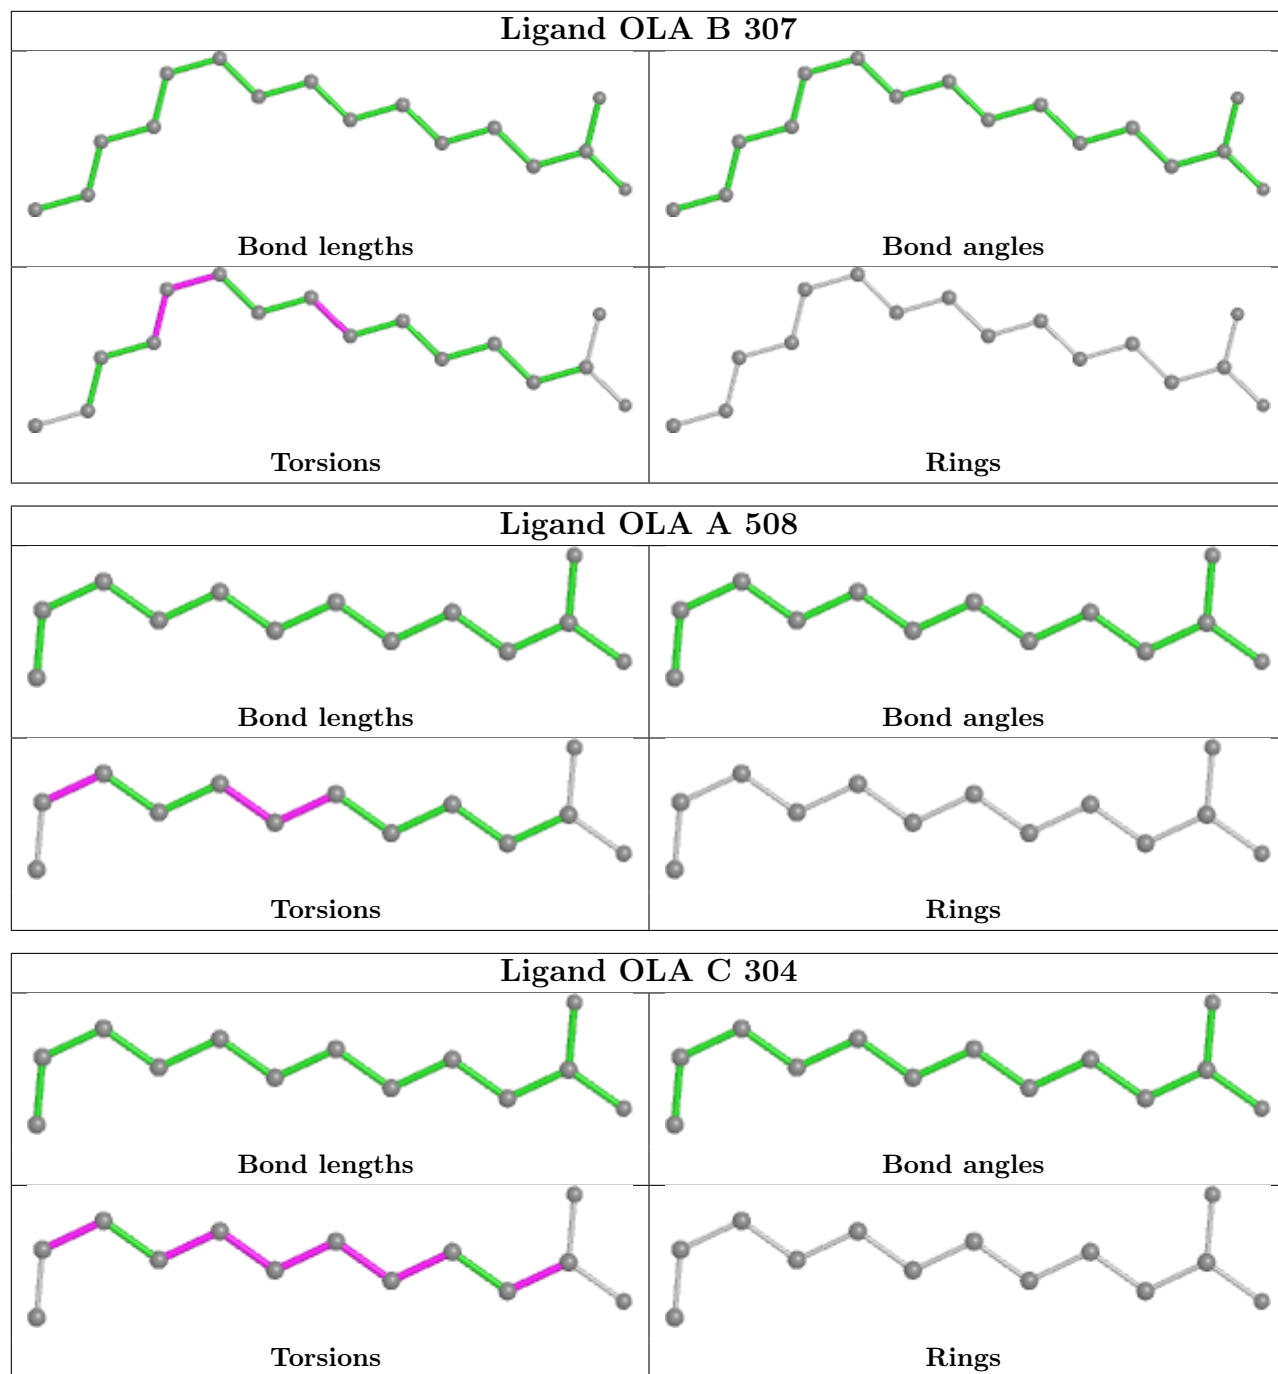 Ligand OLA B 307
Bond lengths
Bond angles
Torsions
Rings
Ligand OLA A 508
Bond lengths
Bond angles
Torsions
Rings
Ligand OLA C 304
Bond lengths
Bond angles
Torsions
Rings